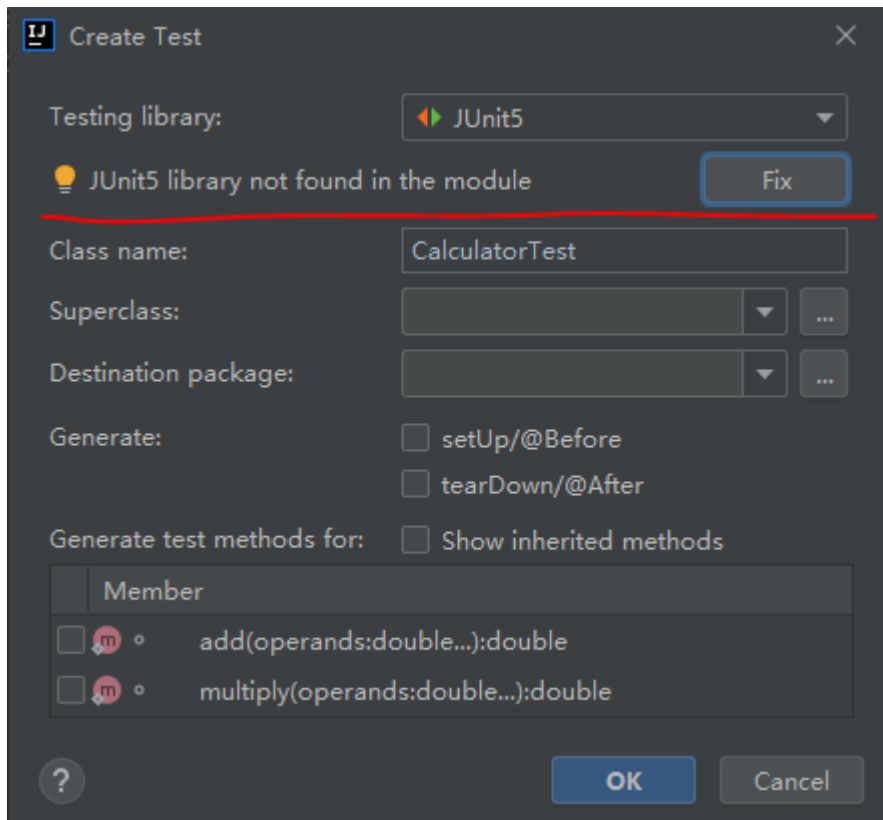 IJ Create Test
Testing library: JUnit5
JUnit5 library not found in the module Fix
Class name: CalculatorTest
Superclass: ...
Destination package: ...
Generate: setUp/@Before
tearDown/@After
Generate test methods for: Show inherited methods
Member
m add(operands:double...):double
m multiply(operands:double...):double
? OK Cancel